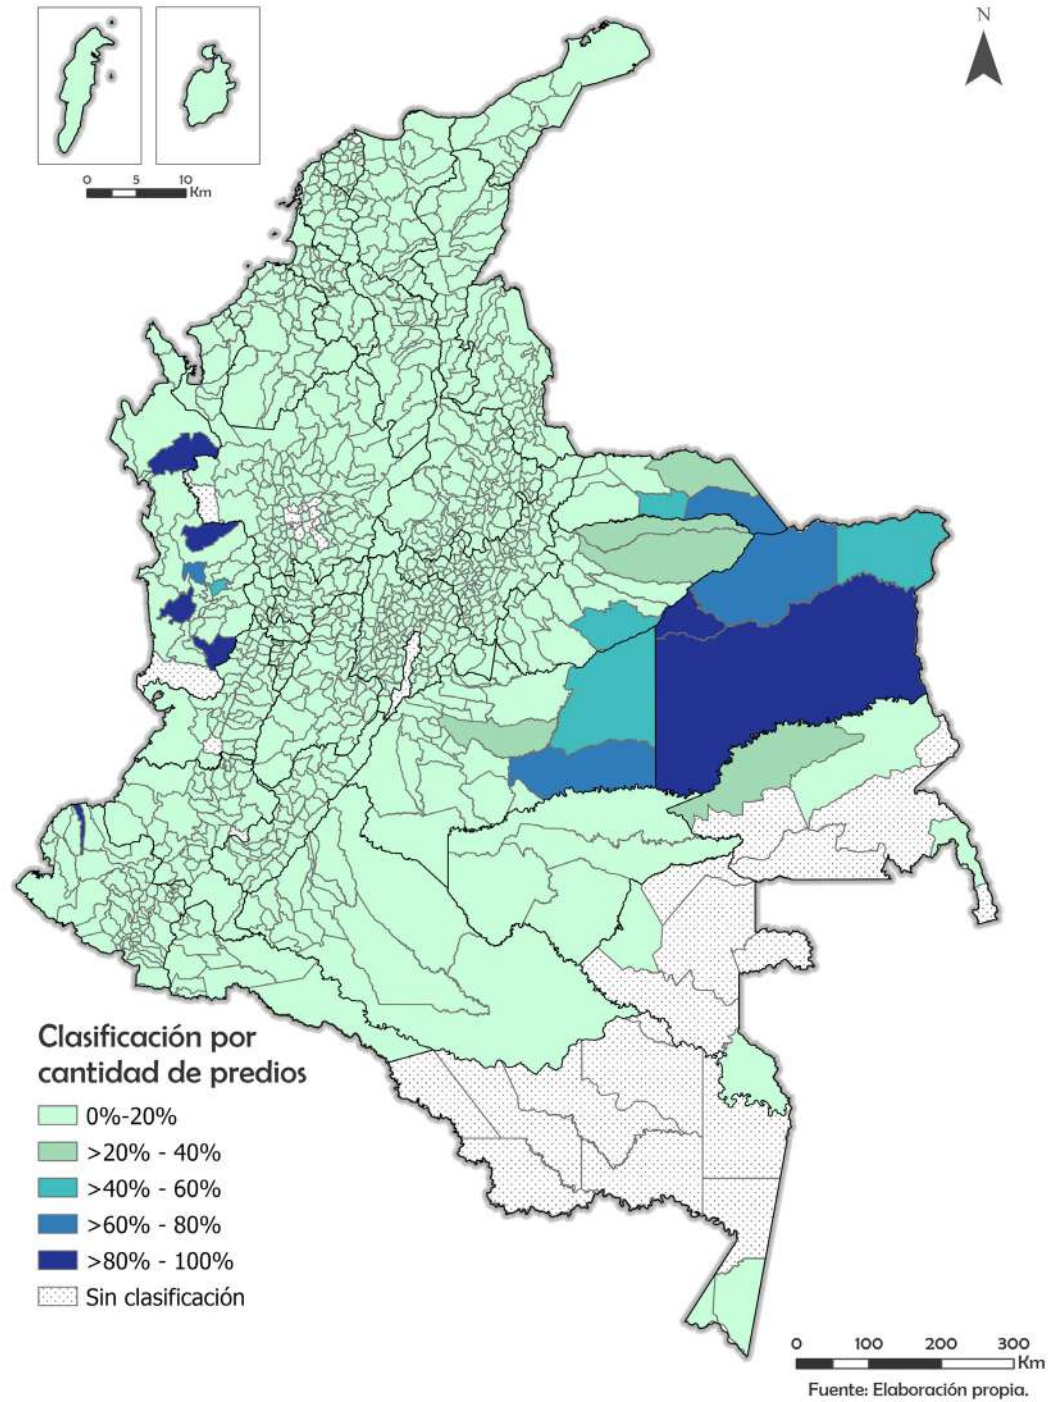 N
0 5 10
Km
Clasificación por
cantidad de predios
0%-20%
>20% - 40%
>40% - 60%
>60% - 80%
>80% - 100%
Sin clasificación
0 100 200 300
Km
Fuente: Elaboración propia.